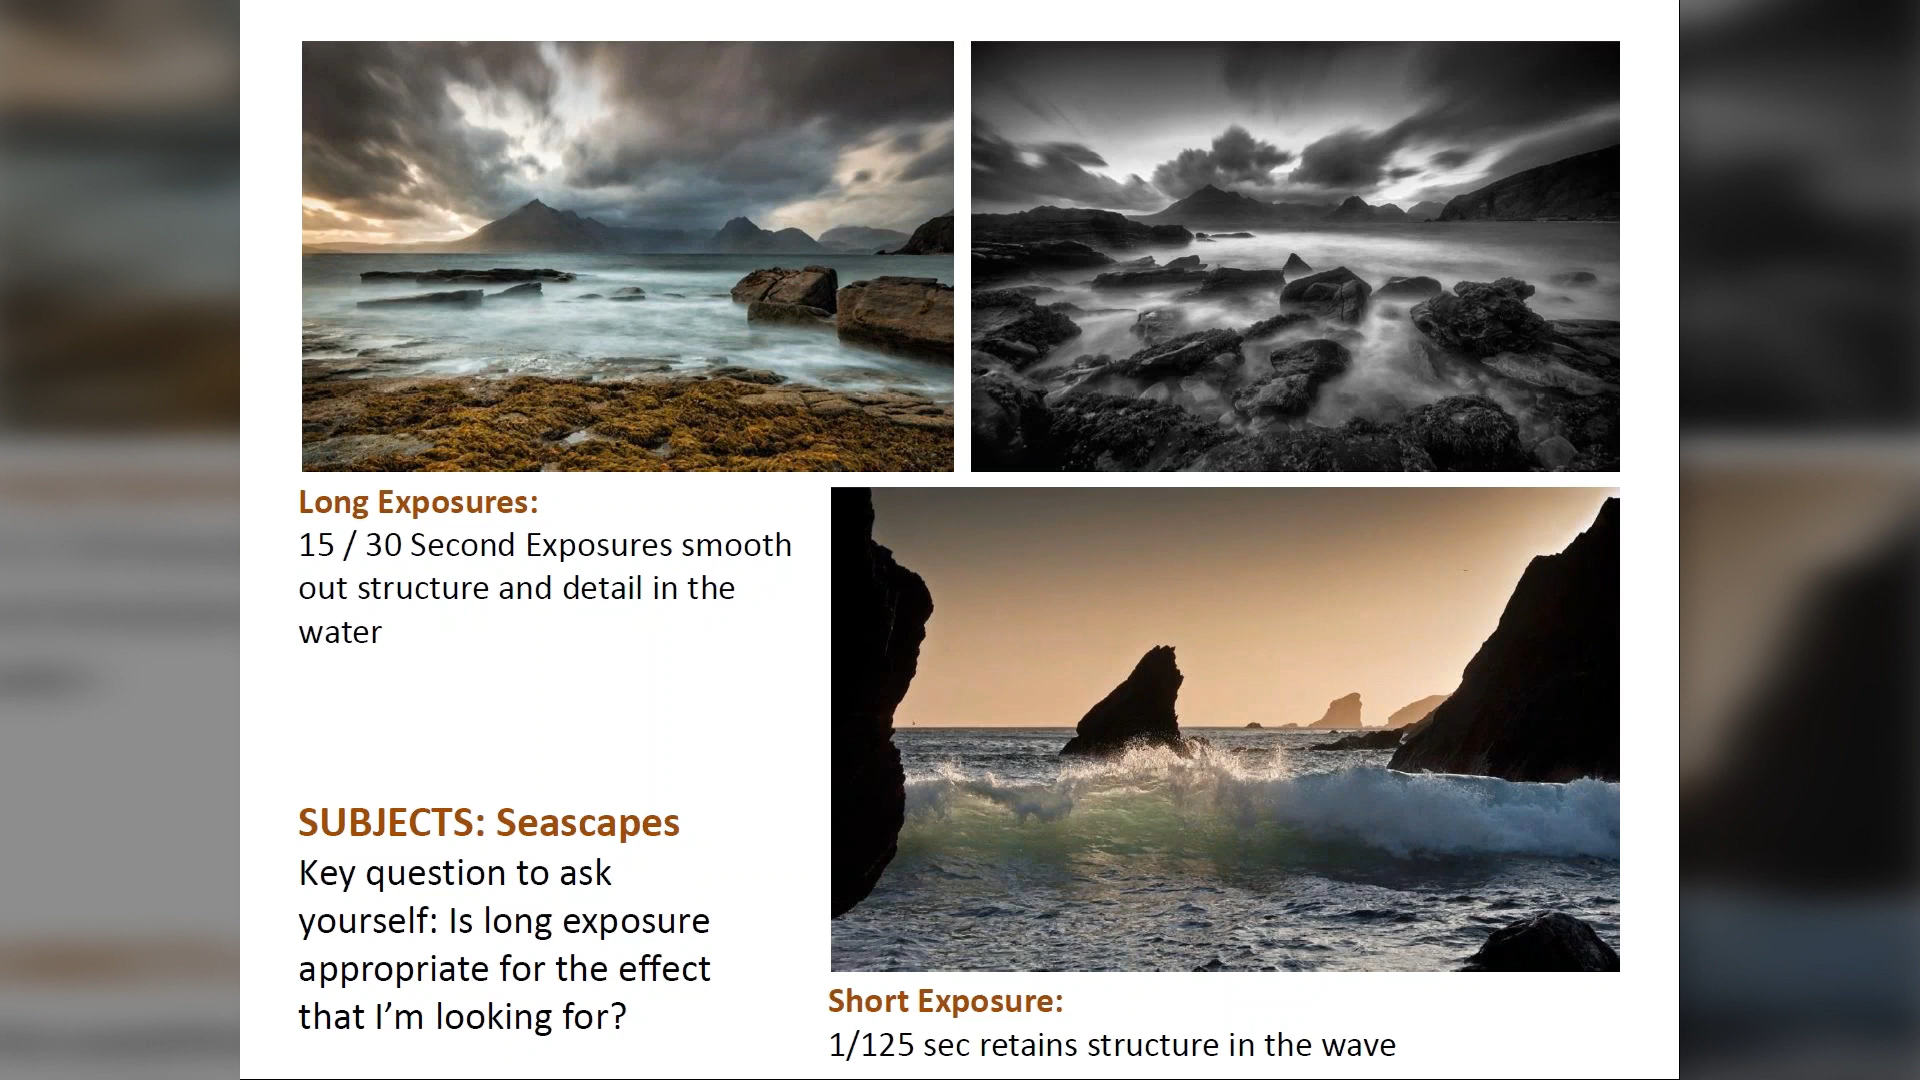 Long Exposures:
15 / 30 Second Exposures smooth
out structure and detail in the
water
SUBJECTS: Seascapes
Key question to ask
yourself: Is long exposure
appropriate for the effect
that I’m looking for?
Short Exposure:
1/125 sec retains structure in the wave